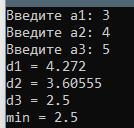 Введите a1: 3
Введите a2: 4
Введите a3: 5
d1 = 4.272
d2 = 3.60555
d3 = 2.5
min = 2.5